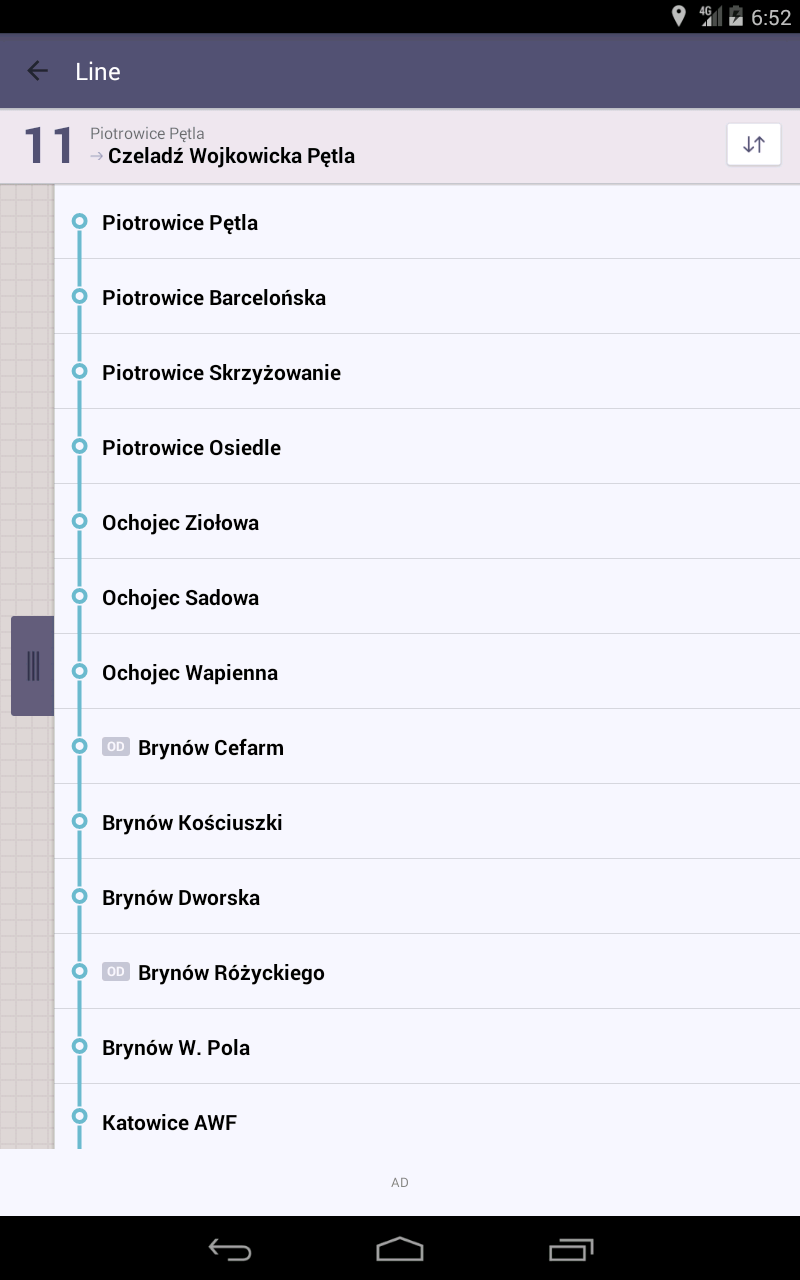 4G 6:52
Line
11
Piotrowice Pętla
→ Czeladź Wojkowicka Pętla
Piotrowice Pętla
Piotrowice Barcelońska
Piotrowice Skrzyżowanie
Piotrowice Osiedle
Ochojec Ziołowa
Ochojec Sadowa
Ochojec Wapienna
OD Brynów Cefarm
Brynów Kościuszki
Brynów Dworska
OD Brynów Różyckiego
Brynów W. Pola
Katowice AWF
AD